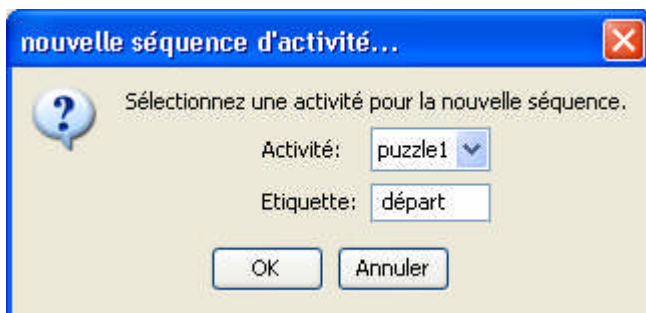 nouvelle séquence d'activité...
Sélectionnez une activité pour la nouvelle séquence.
Activité: puzzle1
Etiquette: départ
OK Annuler